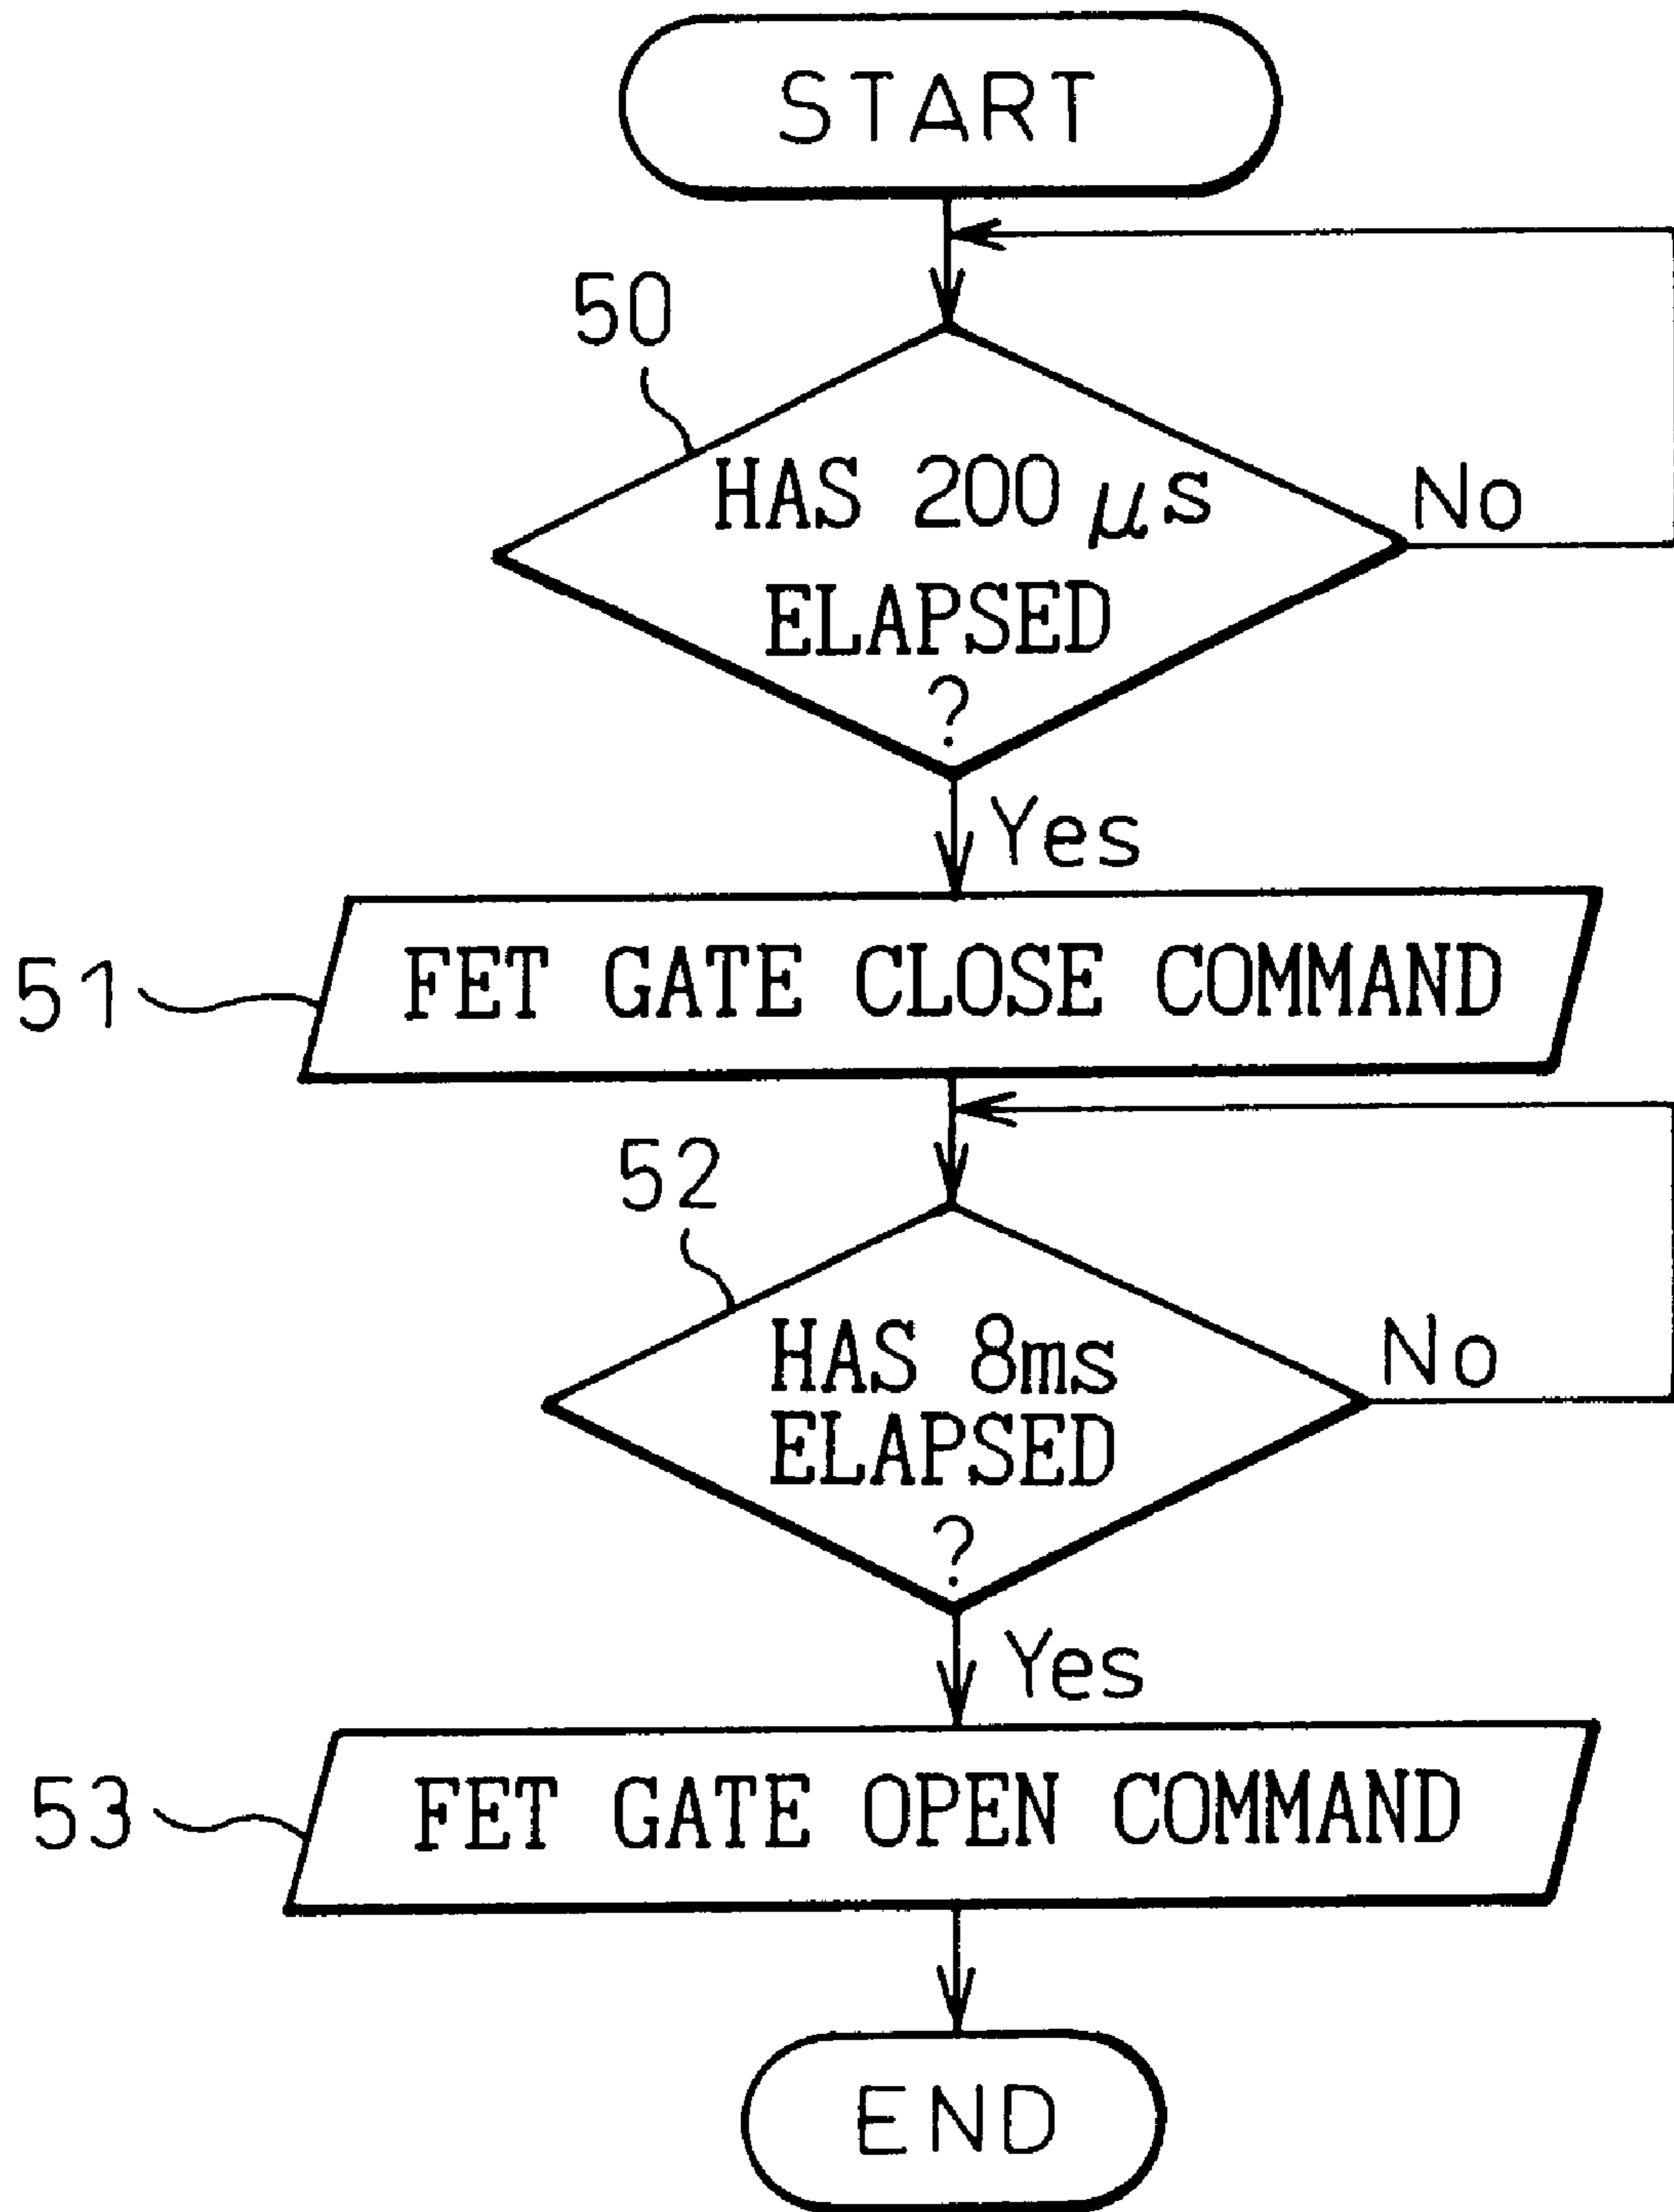 START
50
HAS 200 μs
ELAPSED
?
No
Yes
51
FET GATE CLOSE COMMAND
52
HAS 8ms
ELAPSED
?
No
Yes
53
FET GATE OPEN COMMAND
END